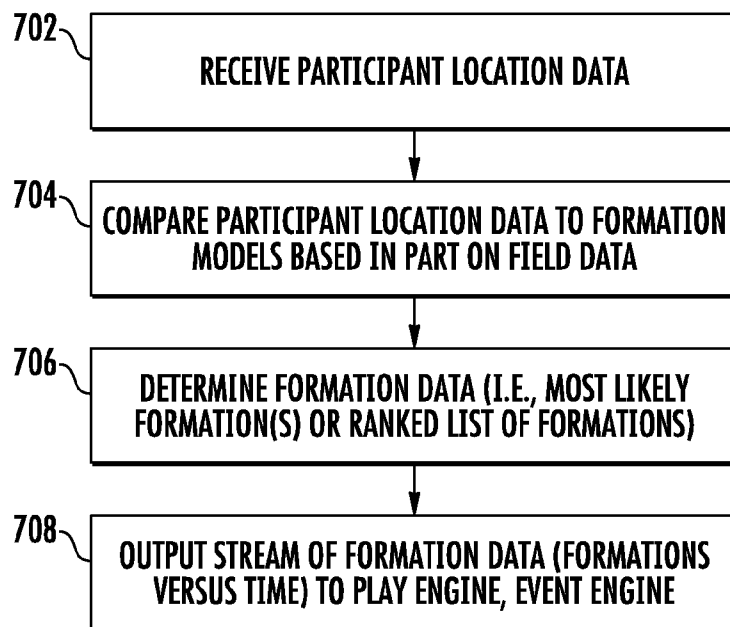 702
RECEIVE PARTICIPANT LOCATION DATA
704
COMPARE PARTICIPANT LOCATION DATA TO FORMATION
MODELS BASED IN PART ON FIELD DATA
706
DETERMINE FORMATION DATA (I.E., MOST LIKELY
FORMATION(S) OR RANKED LIST OF FORMATIONS)
708
OUTPUT STREAM OF FORMATION DATA (FORMATIONS
VERSUS TIME) TO PLAY ENGINE, EVENT ENGINE